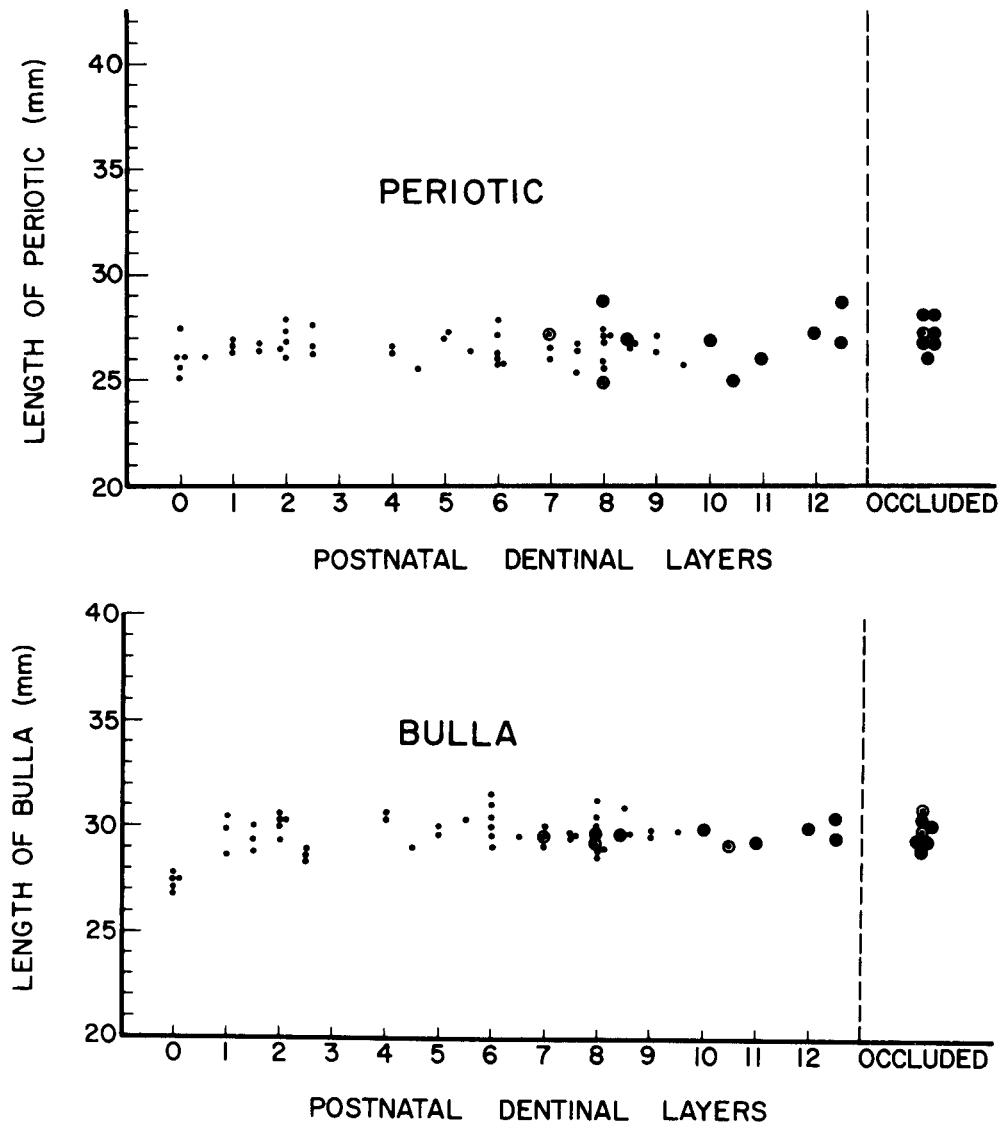 LENGTH OF PERIOTIC (mm)
40
35
30
25
20
PERIOTIC
0 1 2 3 4 5 6 7 8 9 10 11 12 OCCLUDED
POSTNATAL DENTINAL LAYERS
LENGTH OF BULLA (mm)
40
35
30
25
20
BULLA
0 1 2 3 4 5 6 7 8 9 10 11 12 OCCLUDED
POSTNATAL DENTINAL LAYERS